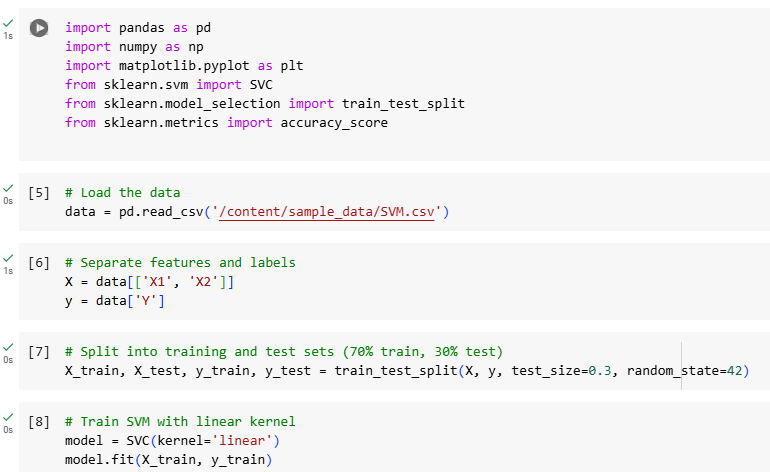 import pandas as pd
1s
import numpy as np
import matplotlib.pyplot as plt
from sklearn.svm import SVC
from sklearn.model_selection import train_test_split
from sklearn.metrics import accuracy_score
[5] # Load the data
0s
data = pd.read_csv('/content/sample_data/SVM.csv')
[6] # Separate features and labels
1s
X = data[['X1', 'X2']]
y = data['Y']
[7] # Split into training and test sets (70% train, 30% test)
0s
X_train, X_test, y_train, y_test = train_test_split(X, y, test_size=0.3, random_state=42)
[8] # Train SVM with linear kernel
0s
model = SVC(kernel='linear')
model.fit(X_train, y_train)